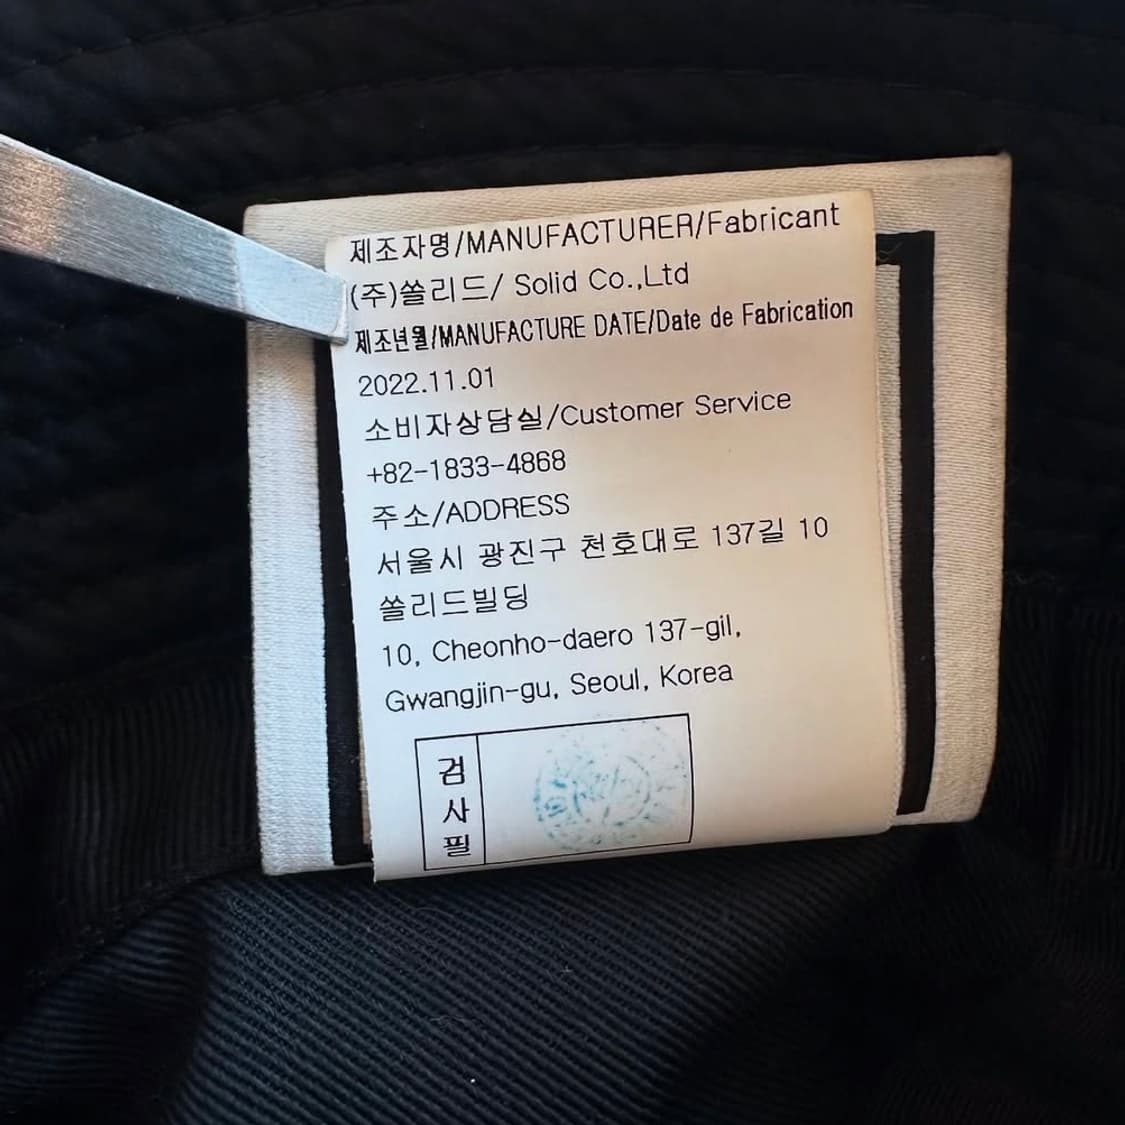 제조자명/MANUFACTURER/Fabricant
(주)쏠리드/ Solid Co.,Ltd
제조년월/MANUFACTURE DATE/Date de Fabrication
2022.11.01
소비자상담실/Customer Service
+82-1833-4868
주소/ADDRESS
서울시 광진구 천호대로 137길 10
쏠리드빌딩
10, Cheonho-daero 137-gil,
Gwangjin-gu, Seoul, Korea
검
사
필